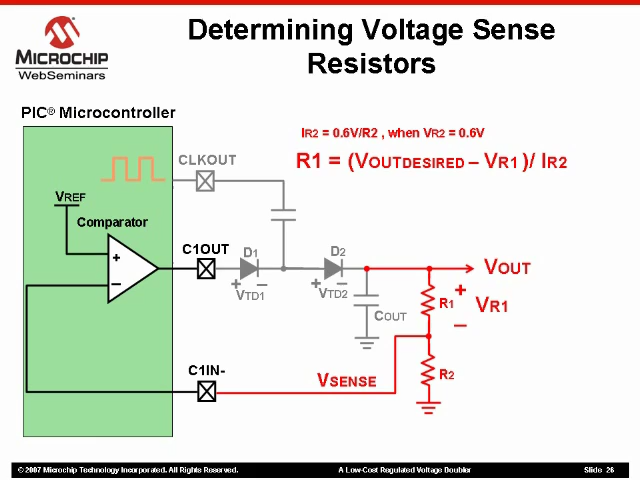 Determining Voltage Sense
Resistors
MICROCHIP
WebSeminars
PIC® Microcontroller
IR2 = 0.6V/R2 , when VR2 = 0.6V
R1 = (VOUTDESIRED – VR1 )/ IR2
CLKOUT
VREF
Comparator
C1OUT
D1
D2
+
+ VTD1 –
+ VTD2 –
VOUT
R1
+
VR1
–
COUT
–
C1IN-
VSENSE
R2
© 2007 Microchip Technology Incorporated. All Rights Reserved.
A Low-Cost Regulated Voltage Doubler
Slide 26